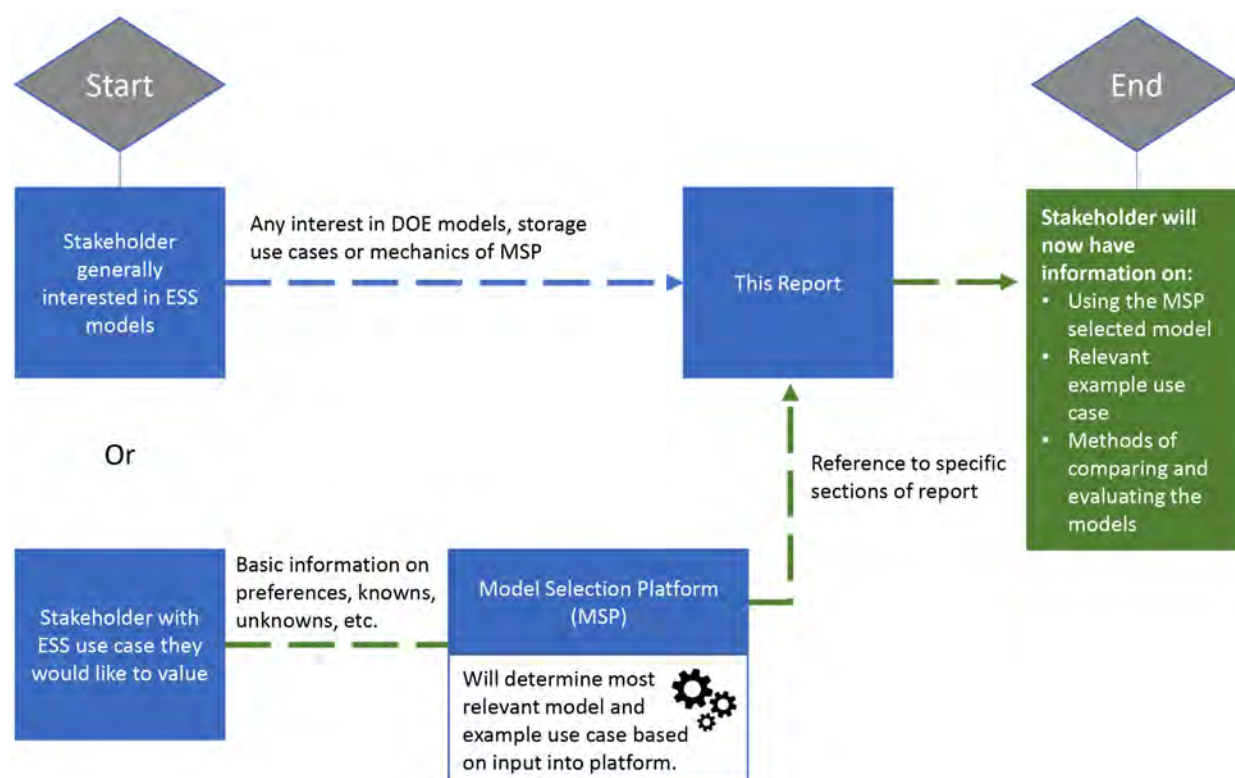 Start
End
Stakeholder
generally
interested in ESS
models
Any interest in DOE models, storage
use cases or mechanics of MSP
This Report
Stakeholder will
now have
information on:
• Using the MSP
selected model
• Relevant
example use
case
• Methods of
comparing and
evaluating the
models
Or
Reference to specific
sections of report
Stakeholder with
ESS use case they
would like to value
Basic information on
preferences, knowns,
unknowns, etc.
Model Selection Platform
(MSP)
Will determine most
relevant model and
example use case based
on input into platform.